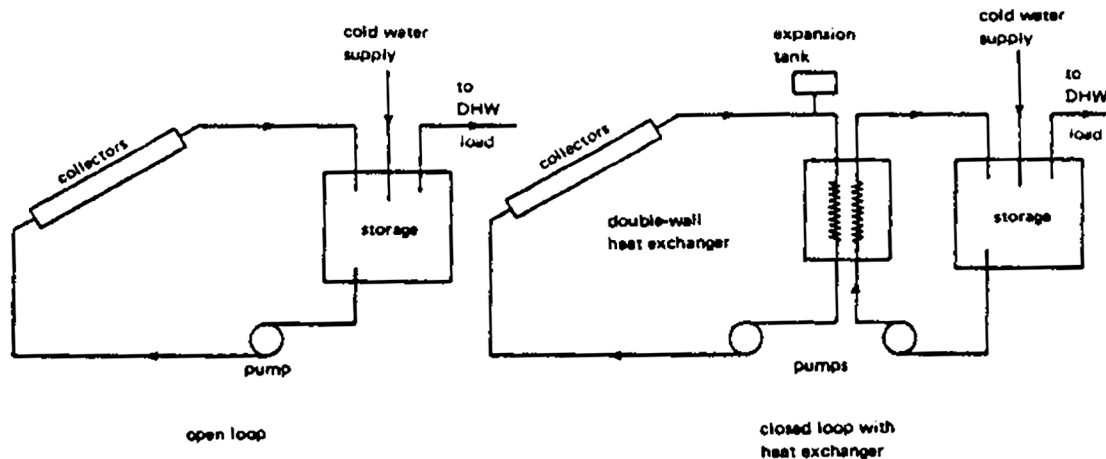 cold water
supply
to
DHW
load
collectors
storage
pump
open loop
expansion
tank
cold water
supply
to
DHW
load
collectors
double-wall
heat exchanger
storage
pumps
closed loop with
heat exchanger